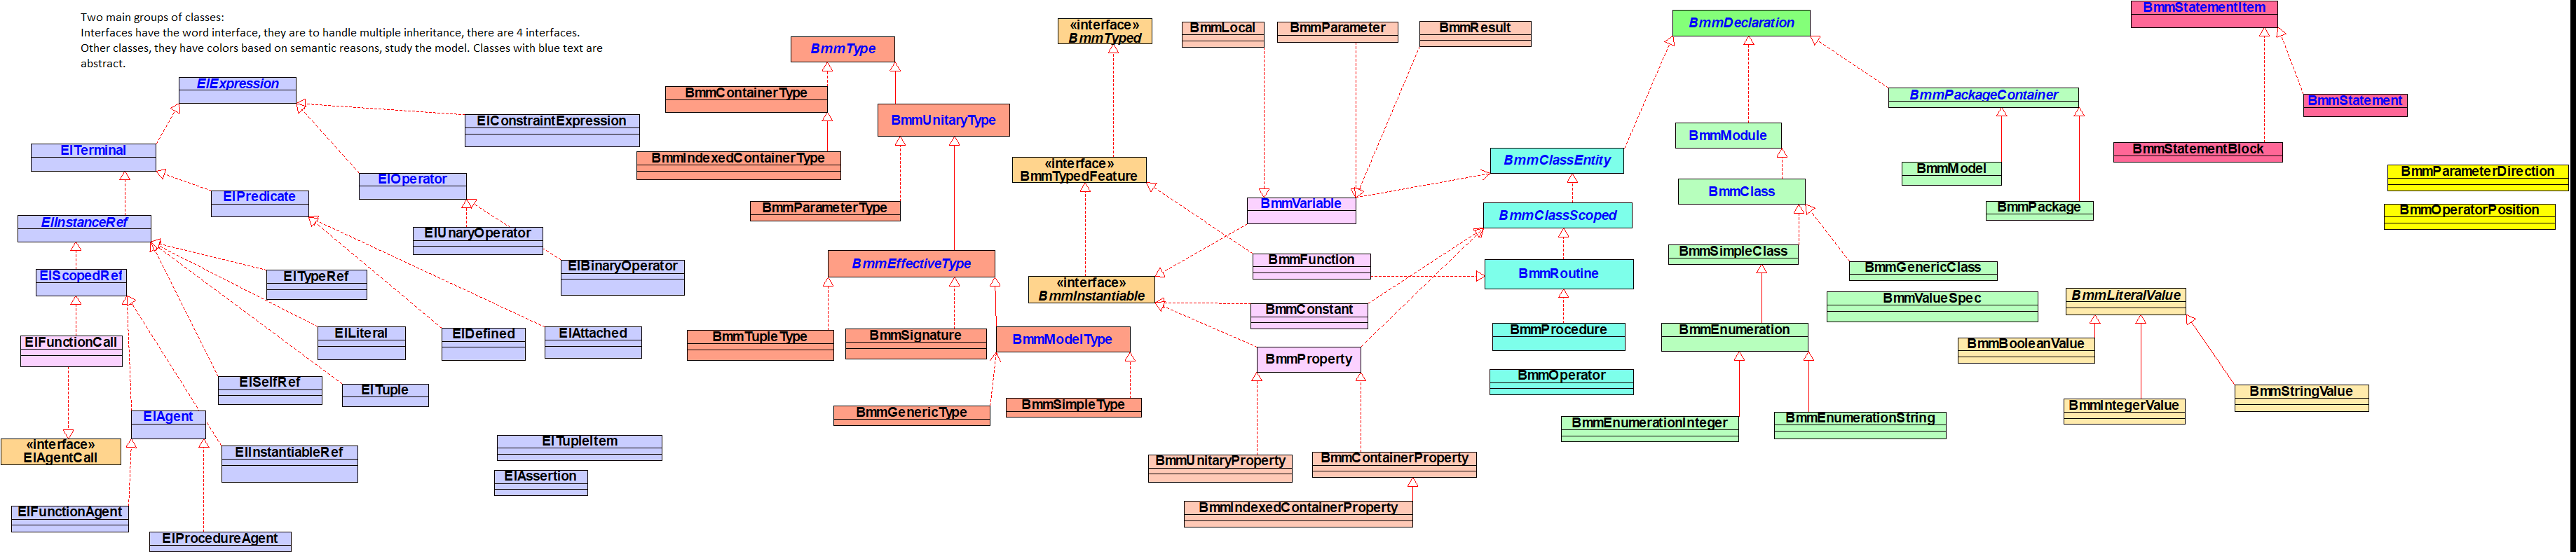 Two main groups of classes:
Interfaces have the word interface, they are to handle multiple inheritance, there are 4 interfaces.
Other classes, they have colors based on semantic reasons, study the model. Classes with blue text are
abstract.
ElExpression
ElConstraintExpression
ElTerminal
ElOperator
ElPredicate
ElInstanceRef
ElUnaryOperator
ElBinaryOperator
ElScopedRef
ElTypeRef
ElFunctionCall
ElLiteral
ElDefined
ElAttached
ElSelfRef
ElTuple
ElAgent
«interface»
ElAgentCall
ElInstantiableRef
ElTupleItem
ElAssertion
ElFunctionAgent
ElProcedureAgent
BmmType
BmmContainerType
BmmUnitaryType
BmmIndexedContainerType
BmmParameterType
BmmEffectiveType
BmmTupleType
BmmSignature
BmmModelType
BmmGenericType
BmmSimpleType
«interface»
BmmTyped
BmmLocal
BmmParameter
BmmResult
«interface»
BmmTypedFeature
BmmVariable
BmmFunction
«interface»
BmmInstantiable
BmmConstant
BmmProperty
BmmUnitaryProperty
BmmContainerProperty
BmmIndexedContainerProperty
BmmDeclaration
BmmClassEntity
BmmClassScoped
BmmRoutine
BmmProcedure
BmmOperator
BmmModule
BmmClass
BmmSimpleClass
BmmGenericClass
BmmValueSpec
BmmEnumeration
BmmEnumerationInteger
BmmEnumerationString
BmmPackageContainer
BmmModel
BmmPackage
BmmStatementItem
BmmStatement
BmmStatementBlock
BmmParameterDirection
BmmOperatorPosition
BmmLiteralValue
BmmBooleanValue
BmmIntegerValue
BmmStringValue